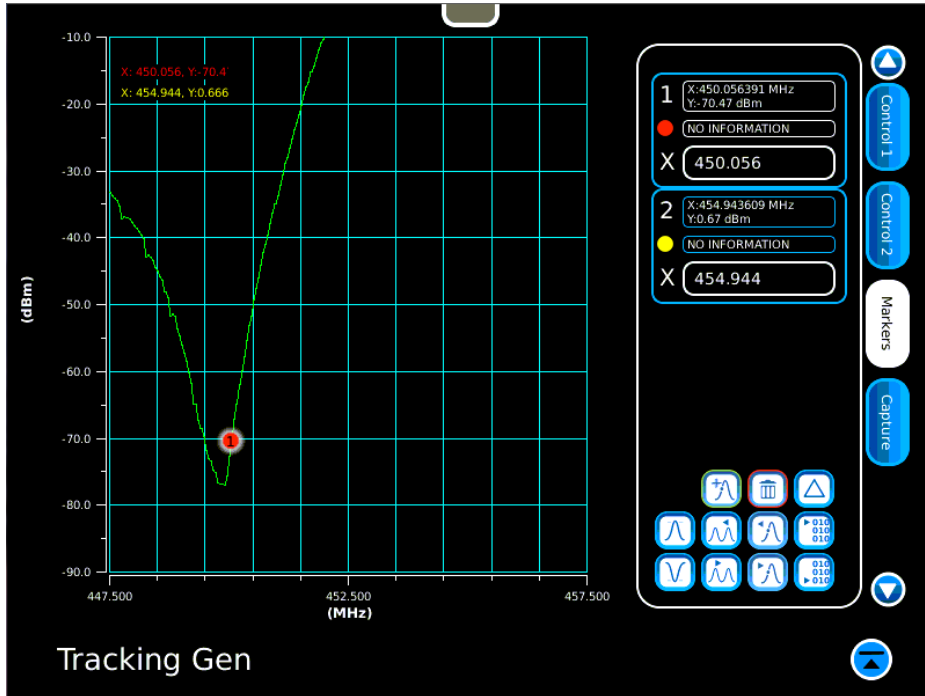 -10.0
-20.0
-30.0
-40.0
-50.0
-60.0
-70.0
-80.0
-90.0
(dBm)
X: 450.056, Y:-70.4
X: 454.944, Y:0.666
1
447.500
452.500
457.500
(MHz)
1
X:450.056391 MHz
Y:-70.47 dBm
NO INFORMATION
X
450.056
2
X:454.943609 MHz
Y:0.67 dBm
NO INFORMATION
X
454.944
010
010
010
010
010
010
Control 1
Control 2
Markers
Capture
Tracking Gen